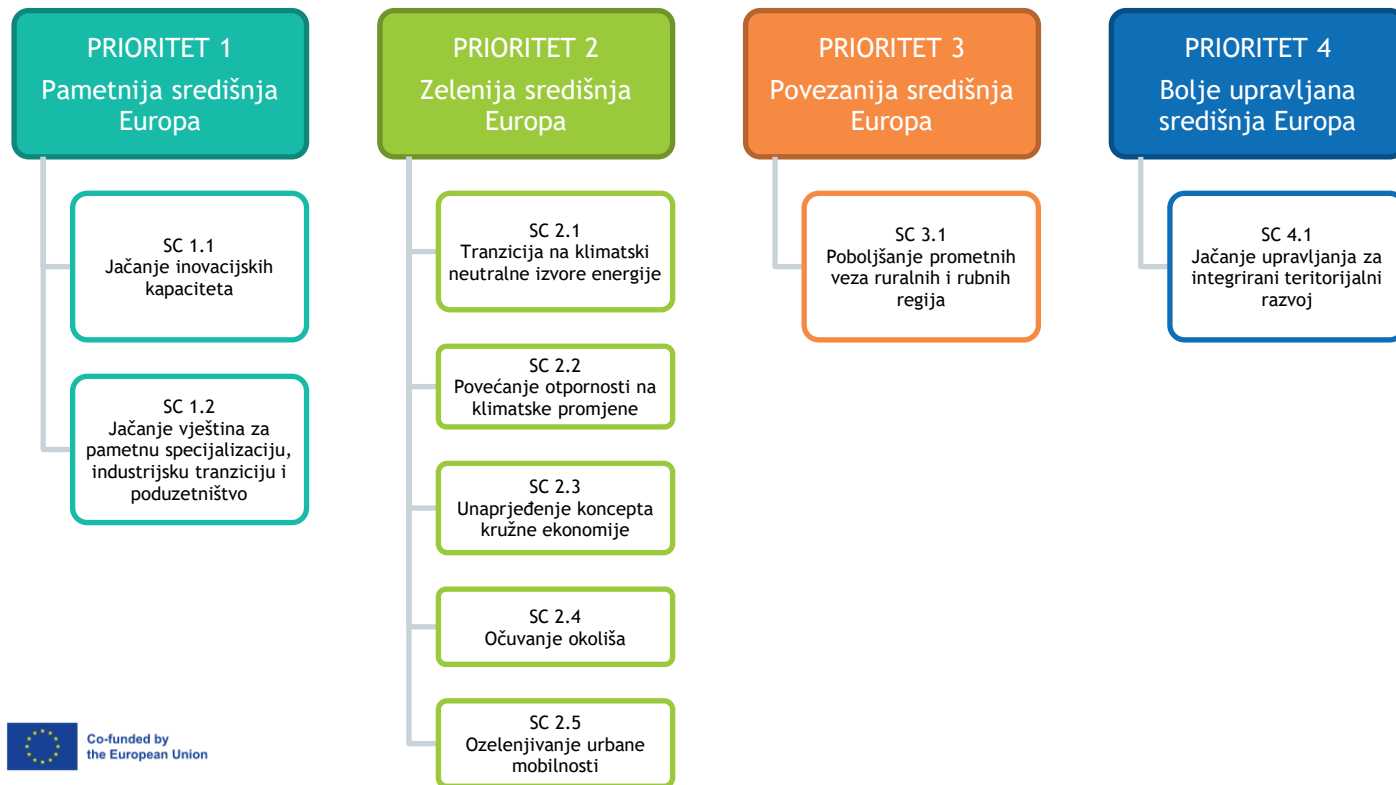 PRIORITET 1
Pametnija središnja
Europa
SC 1.1
Jačanje inovacijskih
kapaciteta
SC 1.2
Jačanje vještina za
pametnu specijalizaciju,
industrijsku tranziciju i
poduzetništvo
PRIORITET 2
Zelenija središnja
Europa
SC 2.1
Tranzicija na klimatski
neutralne izvore energije
SC 2.2
Povećanje otpornosti na
klimatske promjene
SC 2.3
Unaprjeđenje koncepta
kružne ekonomije
SC 2.4
Očuvanje okoliša
SC 2.5
Ozelenjivanje urbane
mobilnosti
PRIORITET 3
Povezanija središnja
Europa
SC 3.1
Poboljšanje prometnih
veza ruralnih i rubnih
regija
PRIORITET 4
Bolje upravljana
središnja Europa
SC 4.1
Jačanje upravljanja za
integrirani teritorijalni
razvoj
Co-funded by
the European Union